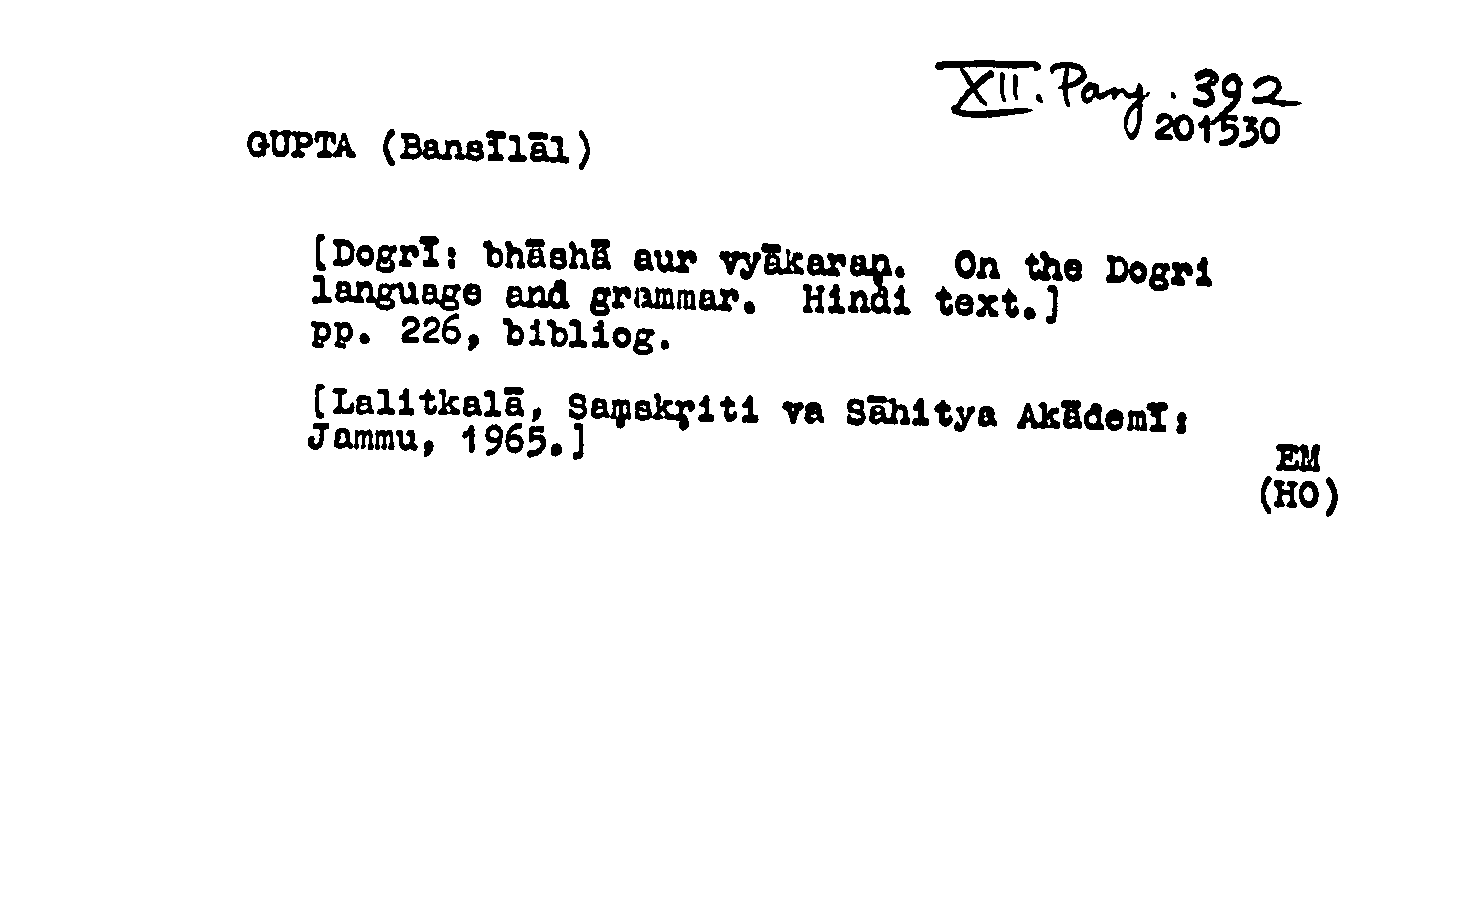 XII. Panj. 392
201530
GUPTA (Bansīlāl)
[Dogrī: bhāshā aur vyākaraṇ. On the Dogri
language and grammar. Hindi text.]
pp. 226, bibliog.
[Lalitkalā, Saṃskṛiti va Sāhitya Akādemī:
Jammu, 1965.]
EM
(HO)